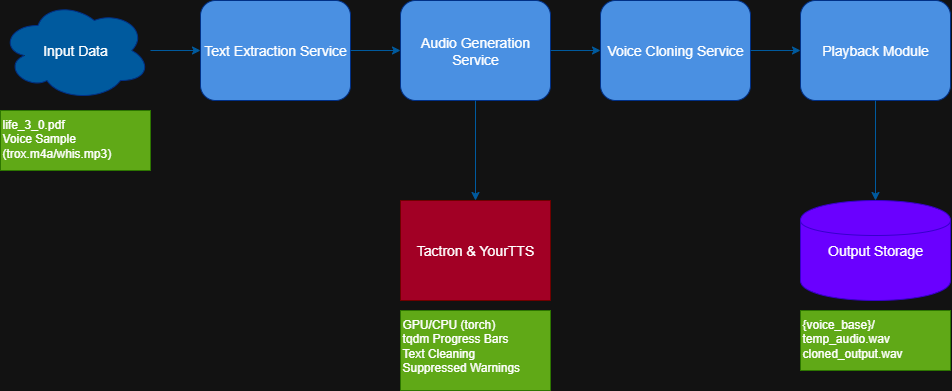 Input Data
Text Extraction Service
Audio Generation
Service
Voice Cloning Service
Playback Module
life_3_0.pdf
Voice Sample
(trox.m4a/whis.mp3)
Tactron & YourTTS
Output Storage
GPU/CPU (torch)
tqdm Progress Bars
Text Cleaning
Suppressed Warnings
{voice_base}/
temp_audio.wav
cloned_output.wav